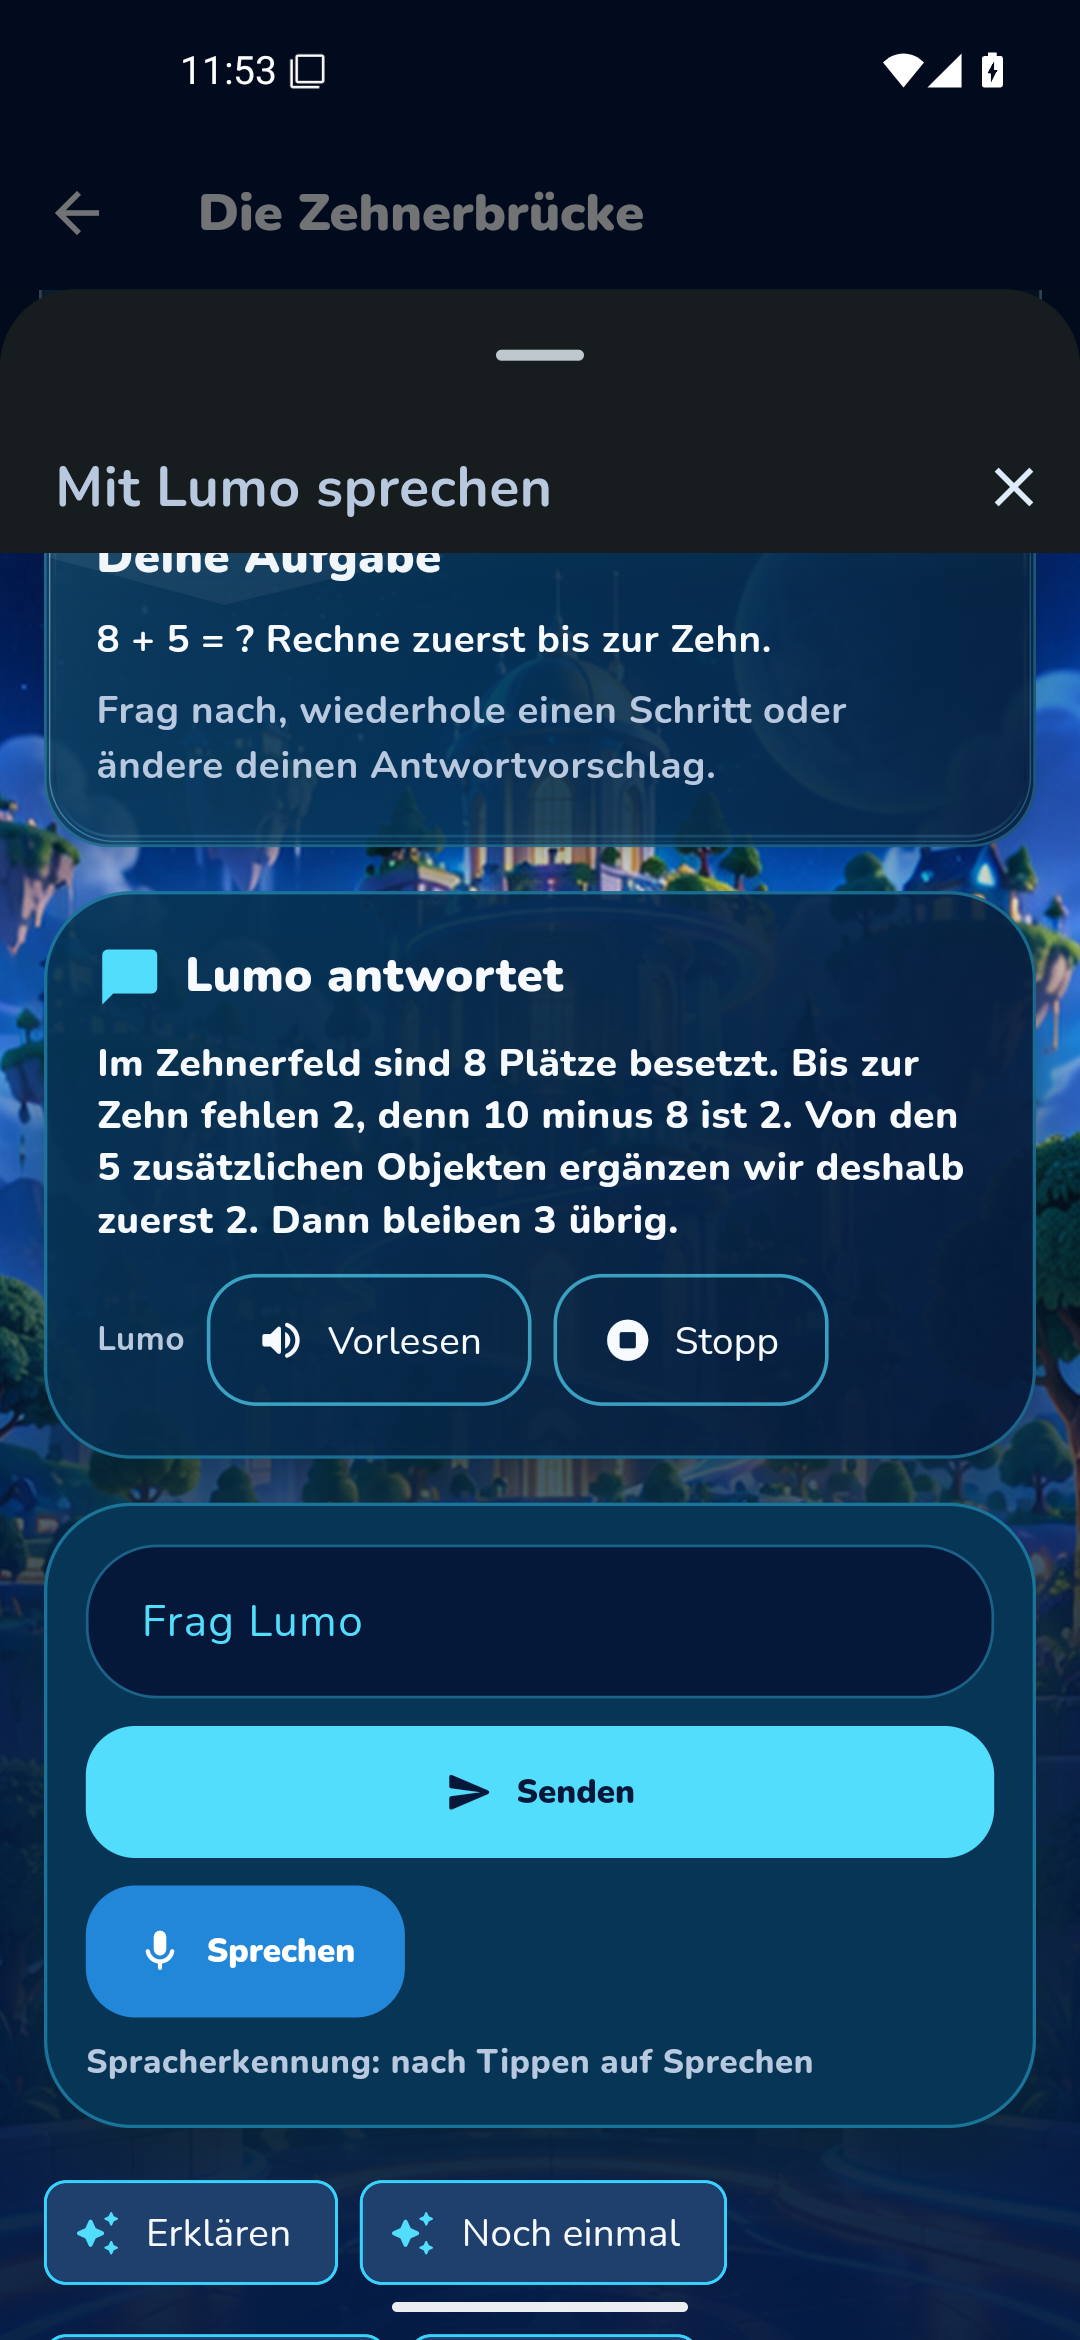 11:53
Die Zehnerbrücke
Mit Lumo sprechen
Deine Aufgabe
8 + 5 = ? Rechne zuerst bis zur Zehn.
Frag nach, wiederhole einen Schritt oder
ändere deinen Antwortvorschlag.
Lumo antwortet
Im Zehnerfeld sind 8 Plätze besetzt. Bis zur
Zehn fehlen 2, denn 10 minus 8 ist 2. Von den
5 zusätzlichen Objekten ergänzen wir deshalb
zuerst 2. Dann bleiben 3 übrig.
Lumo Vorlesen Stopp
Frag Lumo
Senden
Sprechen
Spracherkennung: nach Tippen auf Sprechen
Erklären Noch einmal